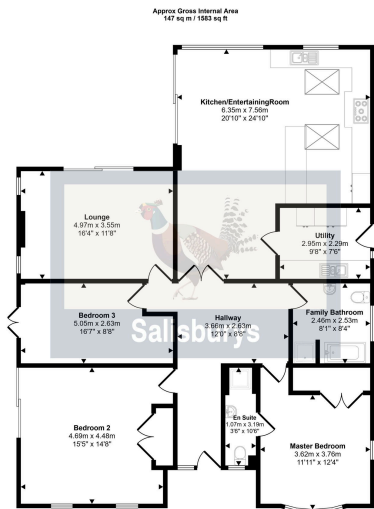 Approx Gross Internal Area
147 sq m / 1583 sq ft
Kitchen/EntertainingRoom
6.35m x 7.56m
20'10" x 24'10"
Lounge
4.97m x 3.55m
16'4" x 11'8"
Utility
2.95m x 2.29m
9'8" x 7'6"
Bedroom 3
5.05m x 2.63m
16'7" x 8'8"
Hallway
3.66m x 2.63m
12'0" x 8'8"
Family Bathroom
2.46m x 2.53m
8'1" x 8'4"
Salisburys
Bedroom 2
4.69m x 4.48m
15'5" x 14'8"
En Suite
1.07m x 3.19m
3'6" x 10'6"
Master Bedroom
3.62m x 3.76m
11'11" x 12'4"